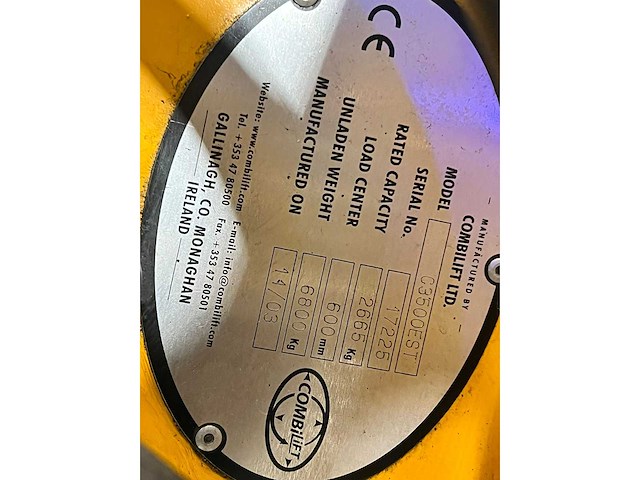 MANUFACTURED BY
COMBILIFT LTD.
CE
MODEL C3500EST
SERIAL No. 17225
RATED CAPACITY 2665 Kg
LOAD CENTER 600 mm
UNLADEN WEIGHT 6800 Kg
MANUFACTURED ON 14/03
COMBiLiFT
Website: www.combilift.com E-mail: info@combilift.com
Tel. +353 47 80500 Fax. +353 47 80501
GALLINAGH, CO. MONAGHAN
IRELAND